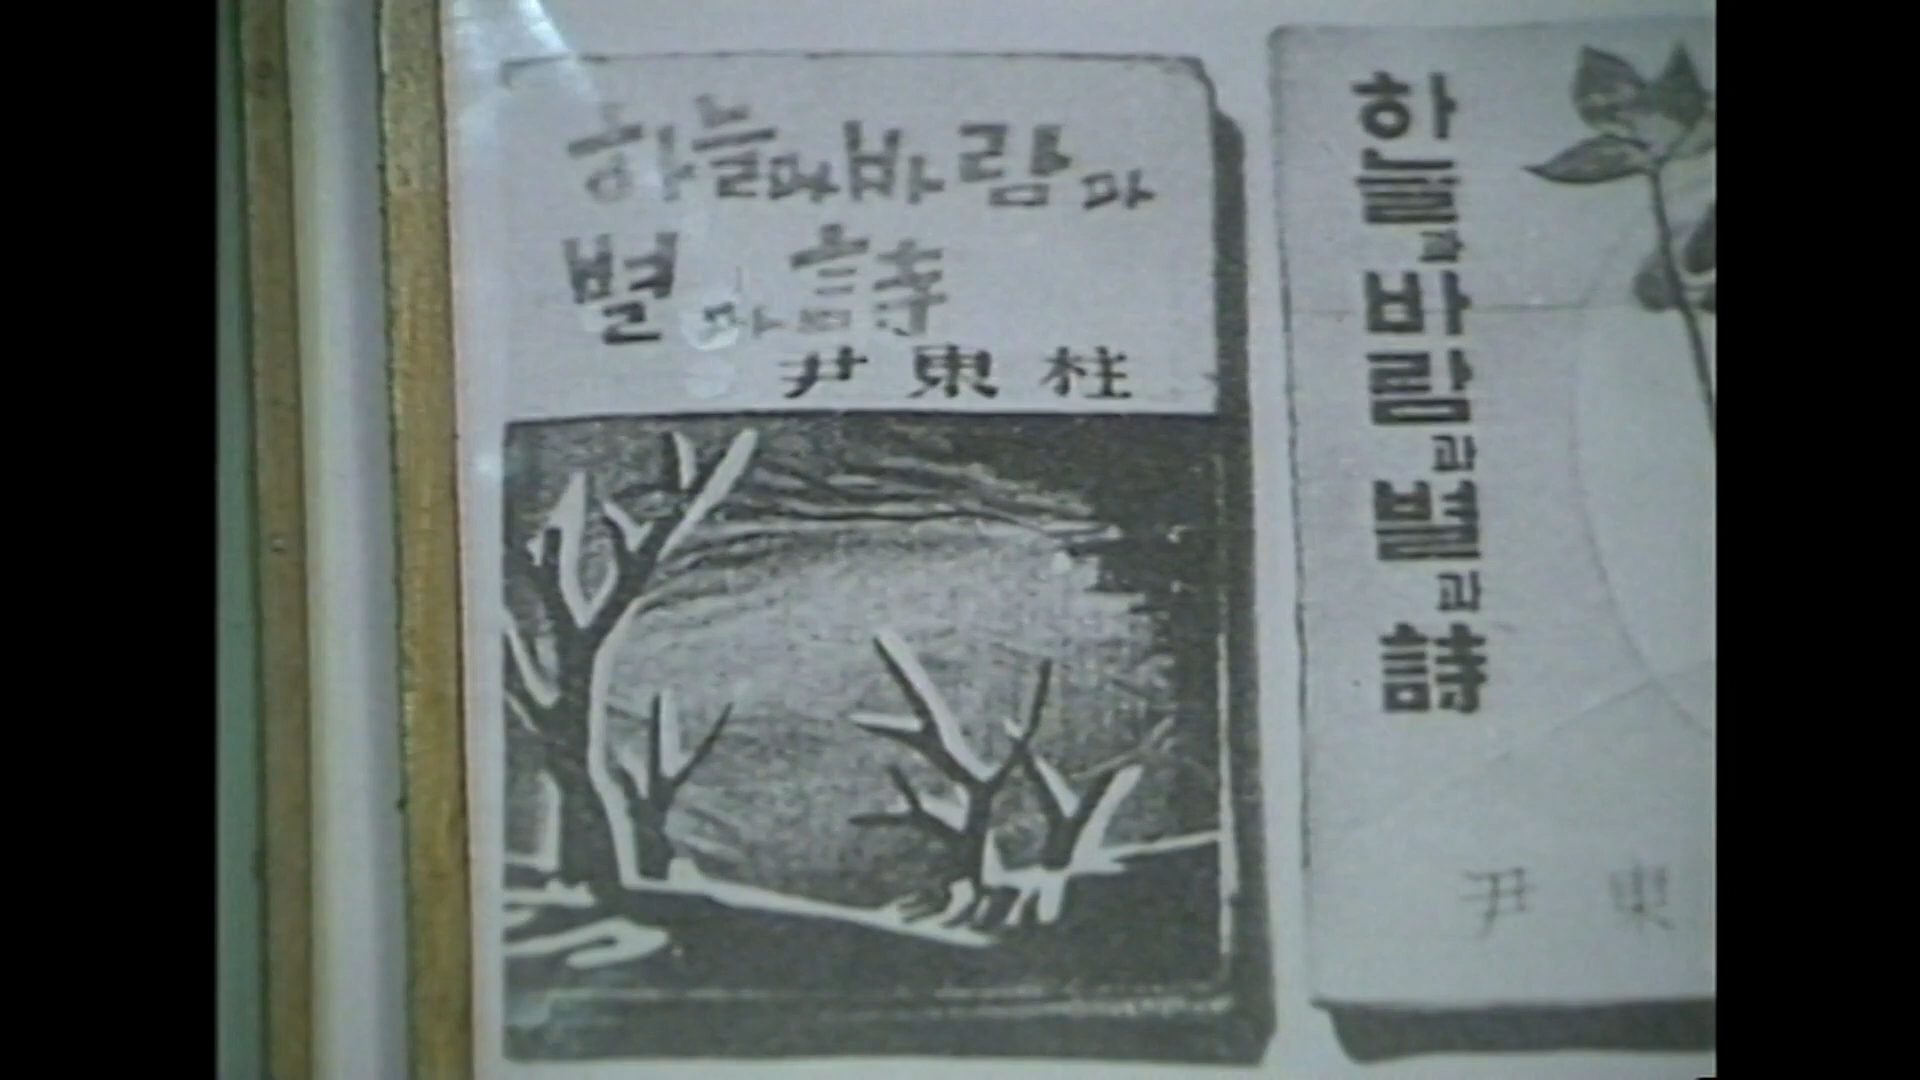 하늘과 바람과
별과 詩
尹東柱
하늘과 바람과 별과 詩
尹東